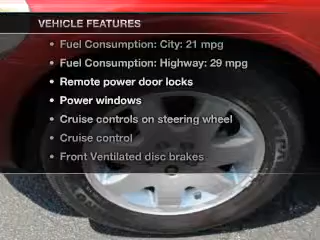 VEHICLE FEATURES
• Fuel Consumption: City: 21 mpg
• Fuel Consumption: Highway: 29 mpg
• Remote power door locks
• Power windows
• Cruise controls on steering wheel
• Cruise control
• Front Ventilated disc brakes